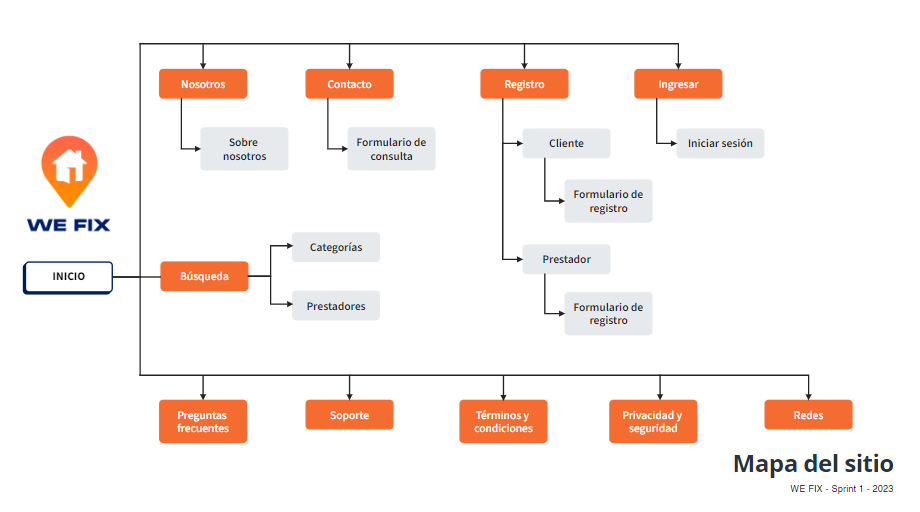 Nosotros
Contacto
Registro
Ingresar
Sobre
nosotros
Formulario de
consulta
Cliente
Iniciar sesión
Formulario de
registro
WE FIX
INICIO
Búsqueda
Categorías
Prestadores
Prestador
Formulario de
registro
Preguntas
frecuentes
Soporte
Términos y
condiciones
Privacidad y
seguridad
Redes
Mapa del sitio
WE FIX - Sprint 1 - 2023